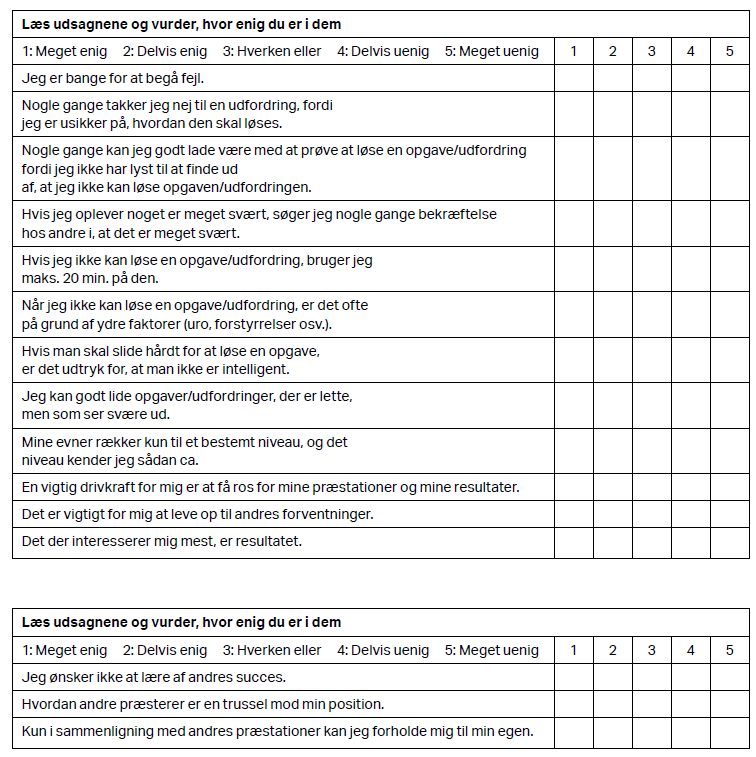 Læs udsagnene og vurder, hvor enig du er i dem
1: Meget enig 2: Delvis enig 3: Hverken eller 4: Delvis uenig 5: Meget uenig 1 2 3 4 5
Jeg er bange for at begå fejl.
Nogle gange takker jeg nej til en udfordring, fordi
jeg er usikker på, hvordan den skal løses.
Nogle gange kan jeg godt lade være med at prøve at løse en opgave/udfordring
fordi jeg ikke har lyst til at finde ud
af, at jeg ikke kan løse opgaven/udfordringen.
Hvis jeg oplever noget er meget svært, søger jeg nogle gange bekræftelse
hos andre i, at det er meget svært.
Hvis jeg ikke kan løse en opgave/udfordring, bruger jeg
maks. 20 min. på den.
Når jeg ikke kan løse en opgave/udfordring, er det ofte
på grund af ydre faktorer (uro, forstyrrelser osv.).
Hvis man skal slide hårdt for at løse en opgave,
er det udtryk for, at man ikke er intelligent.
Jeg kan godt lide opgaver/udfordringer, der er lette,
men som ser svære ud.
Mine evner rækker kun til et bestemt niveau, og det
niveau kender jeg sådan ca.
En vigtig drivkraft for mig er at få ros for mine præstationer og mine resultater.
Det er vigtigt for mig at leve op til andres forventninger.
Det der interesserer mig mest, er resultatet.
Læs udsagnene og vurder, hvor enig du er i dem
1: Meget enig 2: Delvis enig 3: Hverken eller 4: Delvis uenig 5: Meget uenig 1 2 3 4 5
Jeg ønsker ikke at lære af andres succes.
Hvordan andre præsterer er en trussel mod min position.
Kun i sammenligning med andres præstationer kan jeg forholde mig til min egen.